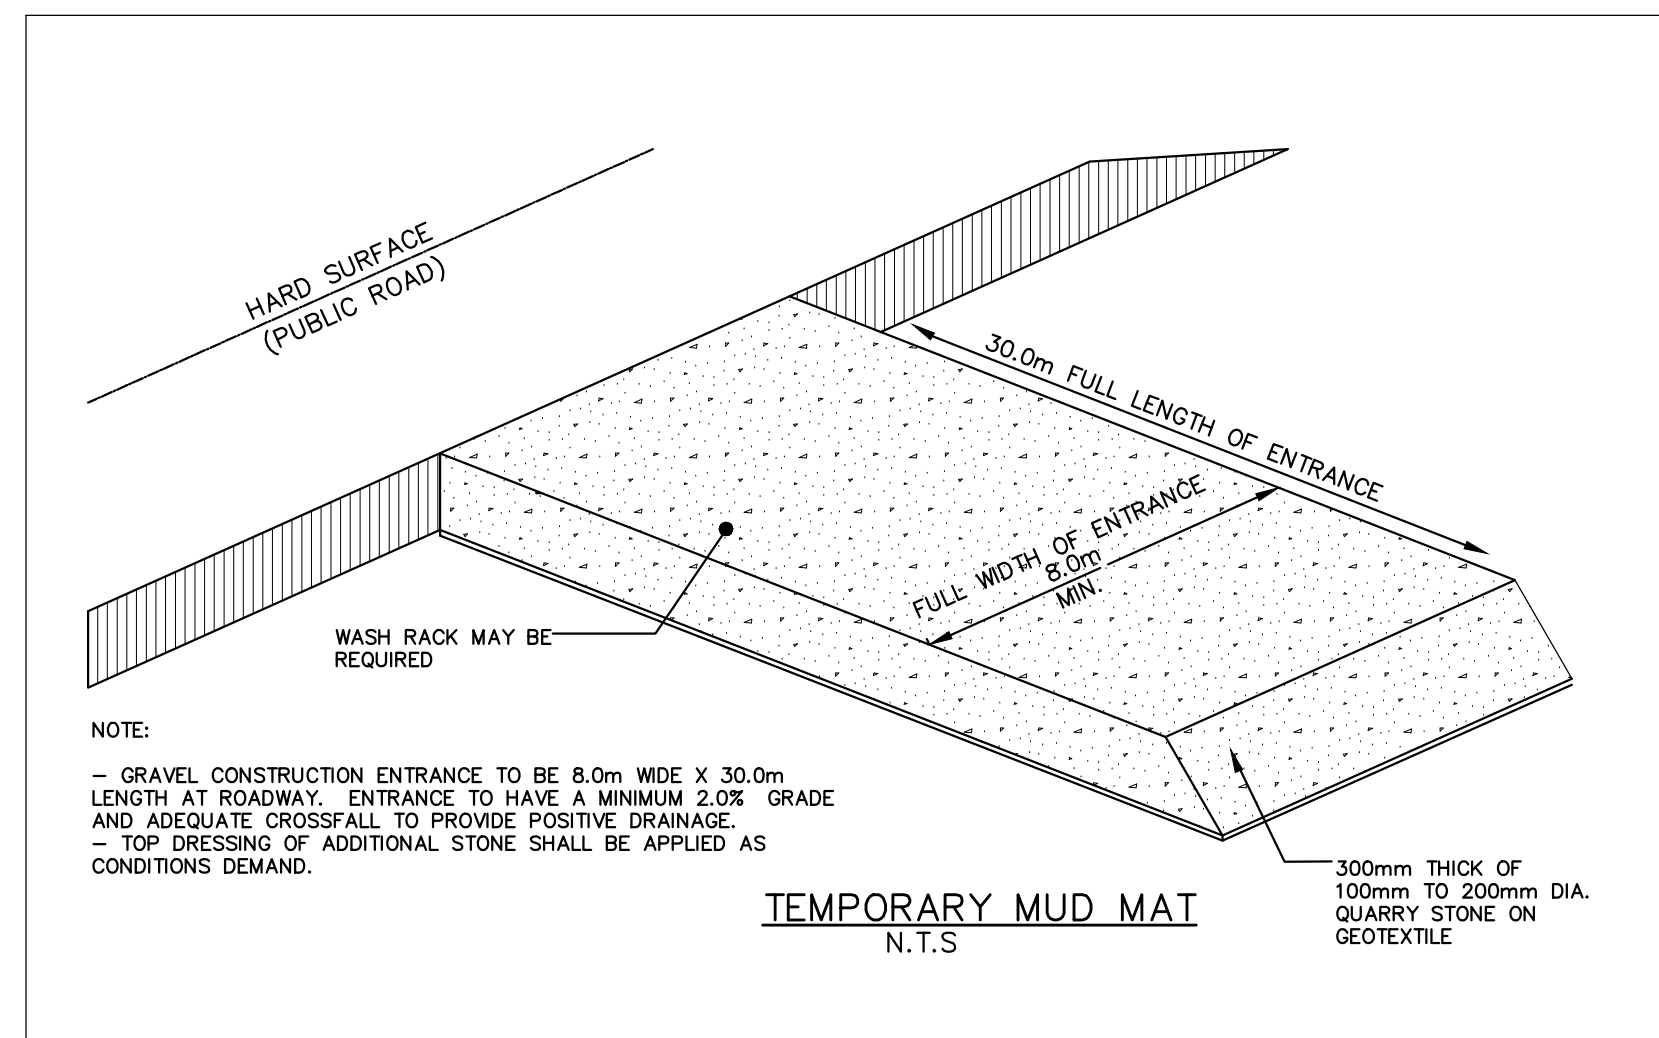 HARD SURFACE
(PUBLIC ROAD)
30.0m FULL LENGTH OF ENTRANCE
FULL WIDTH OF ENTRANCE
8.0m
MIN.
WASH RACK MAY BE
REQUIRED
NOTE:
– GRAVEL CONSTRUCTION ENTRANCE TO BE 8.0m WIDE X 30.0m
LENGTH AT ROADWAY. ENTRANCE TO HAVE A MINIMUM 2.0% GRADE
AND ADEQUATE CROSSFALL TO PROVIDE POSITIVE DRAINAGE.
– TOP DRESSING OF ADDITIONAL STONE SHALL BE APPLIED AS
CONDITIONS DEMAND.
300mm THICK OF
100mm TO 200mm DIA.
QUARRY STONE ON
GEOTEXTILE
TEMPORARY MUD MAT
N.T.S